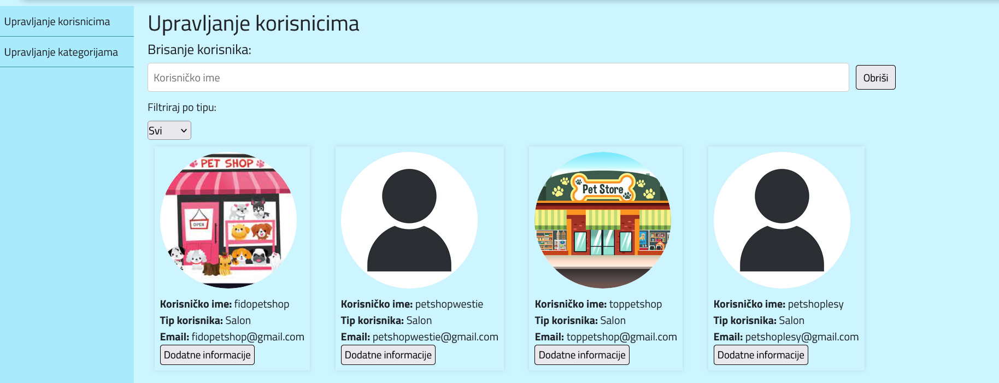 Upravljanje korisnicima
Upravljanje kategorijama
Upravljanje korisnicima
Brisanje korisnika:
Korisničko ime
Obriši
Filtriraj po tipu:
Svi
PET SHOP
OPEN
Korisničko ime: fidopetshop
Tip korisnika: Salon
Email: fidopetshop@gmail.com
Dodatne informacije
Korisničko ime: petshopwestie
Tip korisnika: Salon
Email: petshopwestie@gmail.com
Dodatne informacije
Pet Store
Korisničko ime: toppetshop
Tip korisnika: Salon
Email: toppetshop@gmail.com
Dodatne informacije
Korisničko ime: petshoplesy
Tip korisnika: Salon
Email: petshoplesy@gmail.com
Dodatne informacije